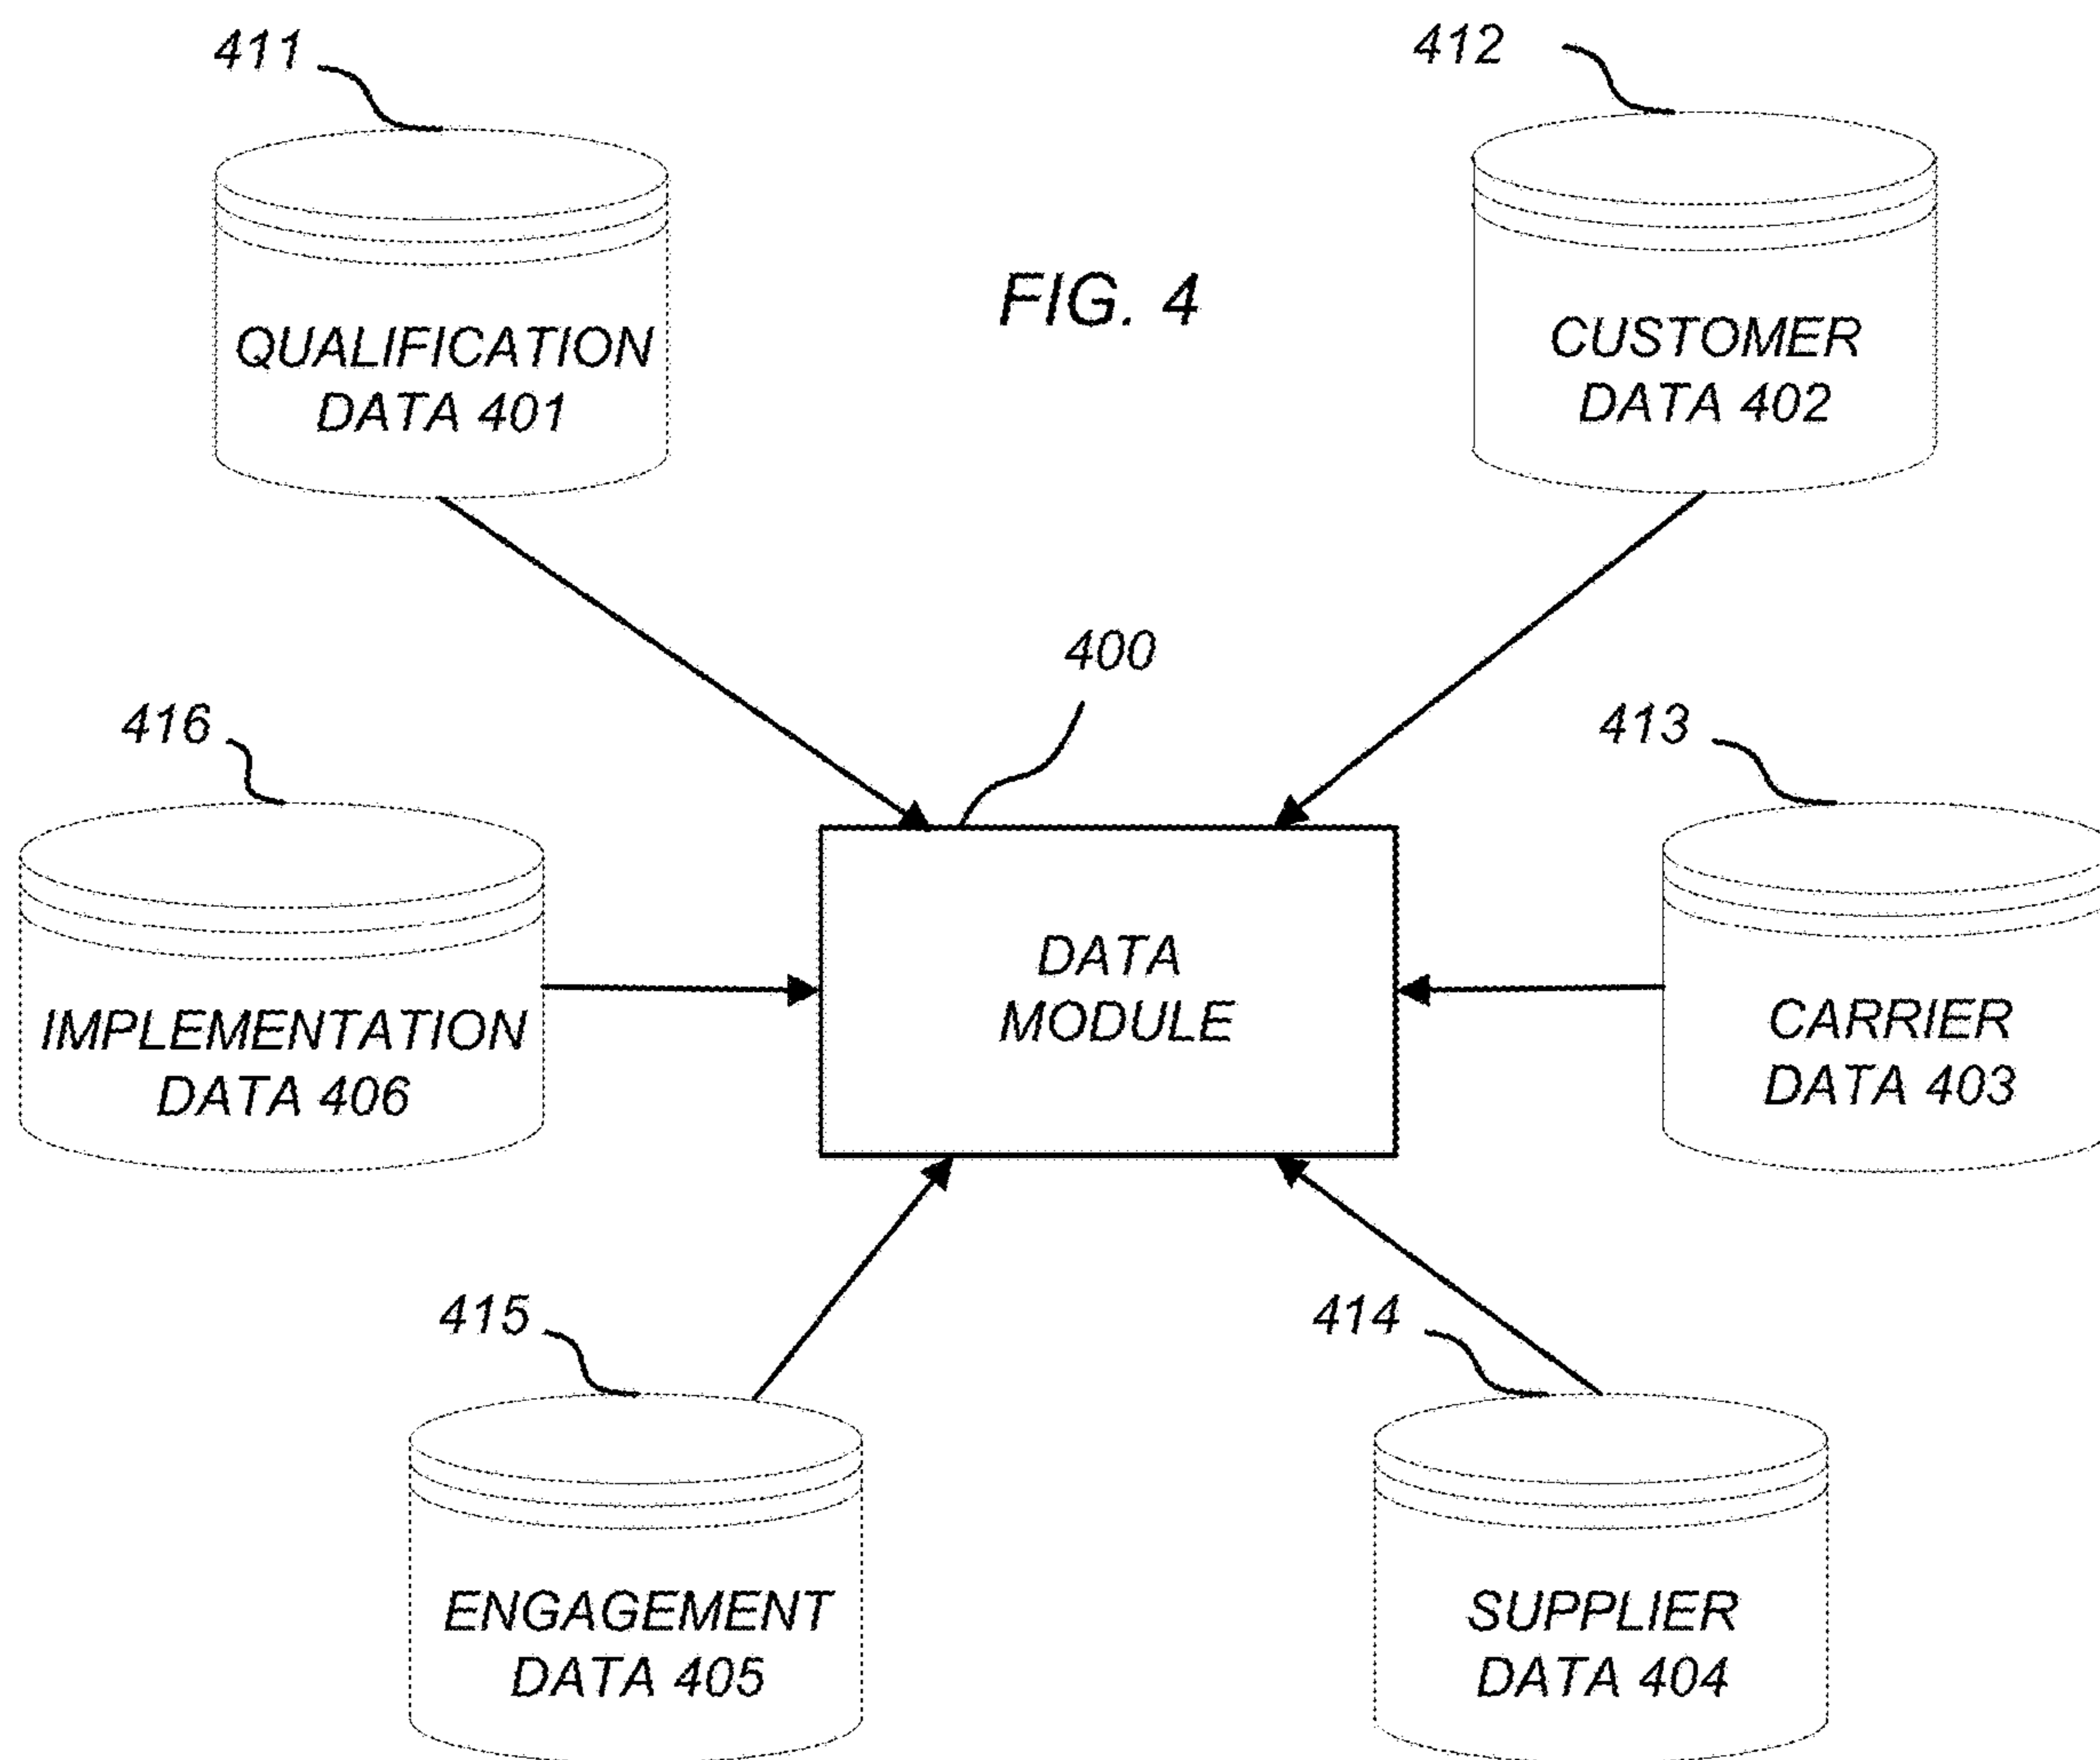 411
412
QUALIFICATION
DATA 401
FIG. 4
CUSTOMER
DATA 402
400
416
413
IMPLEMENTATION
DATA 406
DATA
MODULE
CARRIER
DATA 403
415
414
ENGAGEMENT
DATA 405
SUPPLIER
DATA 404